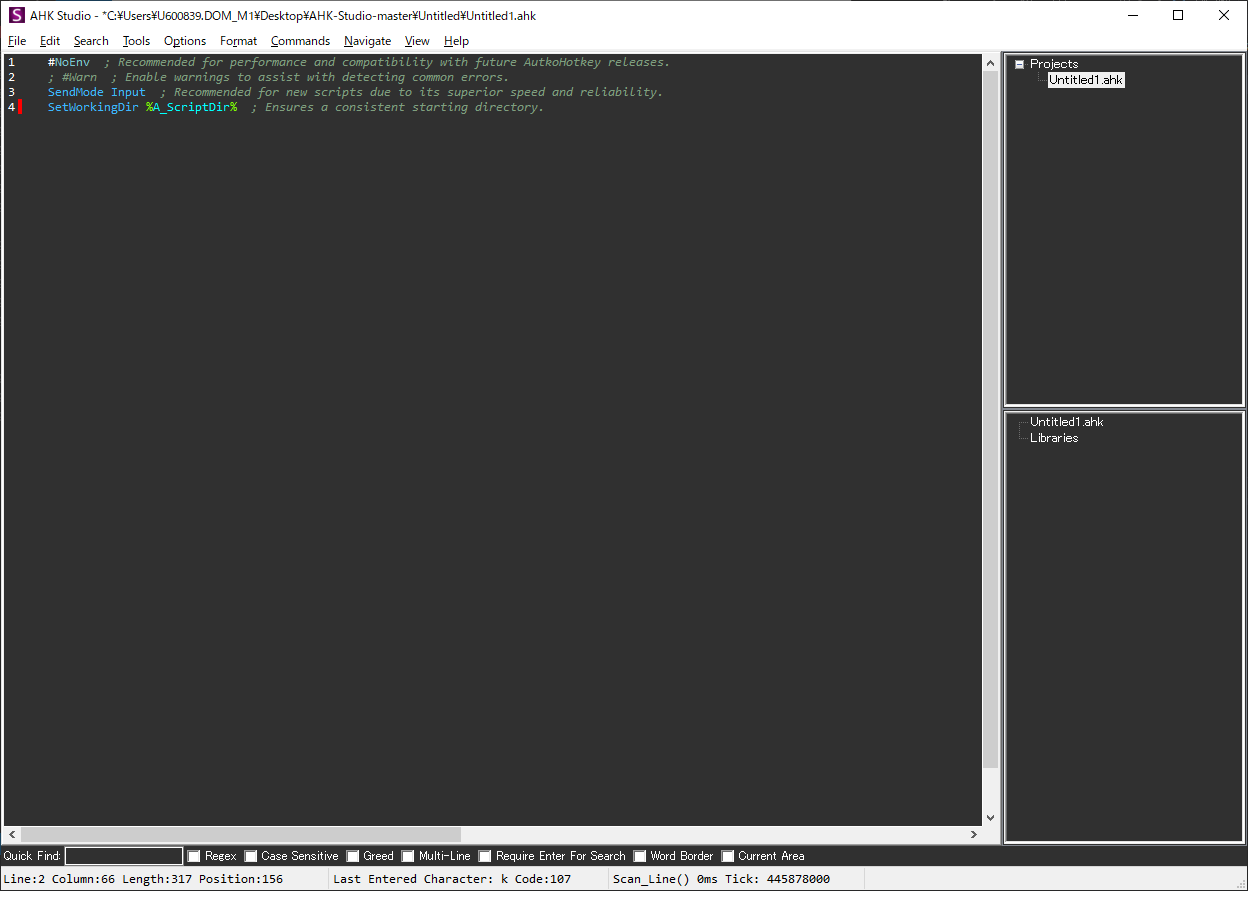 S AHK Studio - *C:¥Users¥U600839.DOM_M1¥Desktop¥AHK-Studio-master¥Untitled¥Untitled1.ahk
File Edit Search Tools Options Format Commands Navigate View Help
1 #NoEnv ; Recommended for performance and compatibility with future AutkoHotkey releases.
2 ; #Warn ; Enable warnings to assist with detecting common errors.
3 SendMode Input ; Recommended for new scripts due to its superior speed and reliability.
4 SetWorkingDir %A_ScriptDir% ; Ensures a consistent starting directory.
Projects
Untitled1.ahk
Untitled1.ahk
Libraries
Quick Find: Regex Case Sensitive Greed Multi-Line Require Enter For Search Word Border Current Area
Line:2 Column:66 Length:317 Position:156 Last Entered Character: k Code:107 Scan_Line() 0ms Tick: 445878000